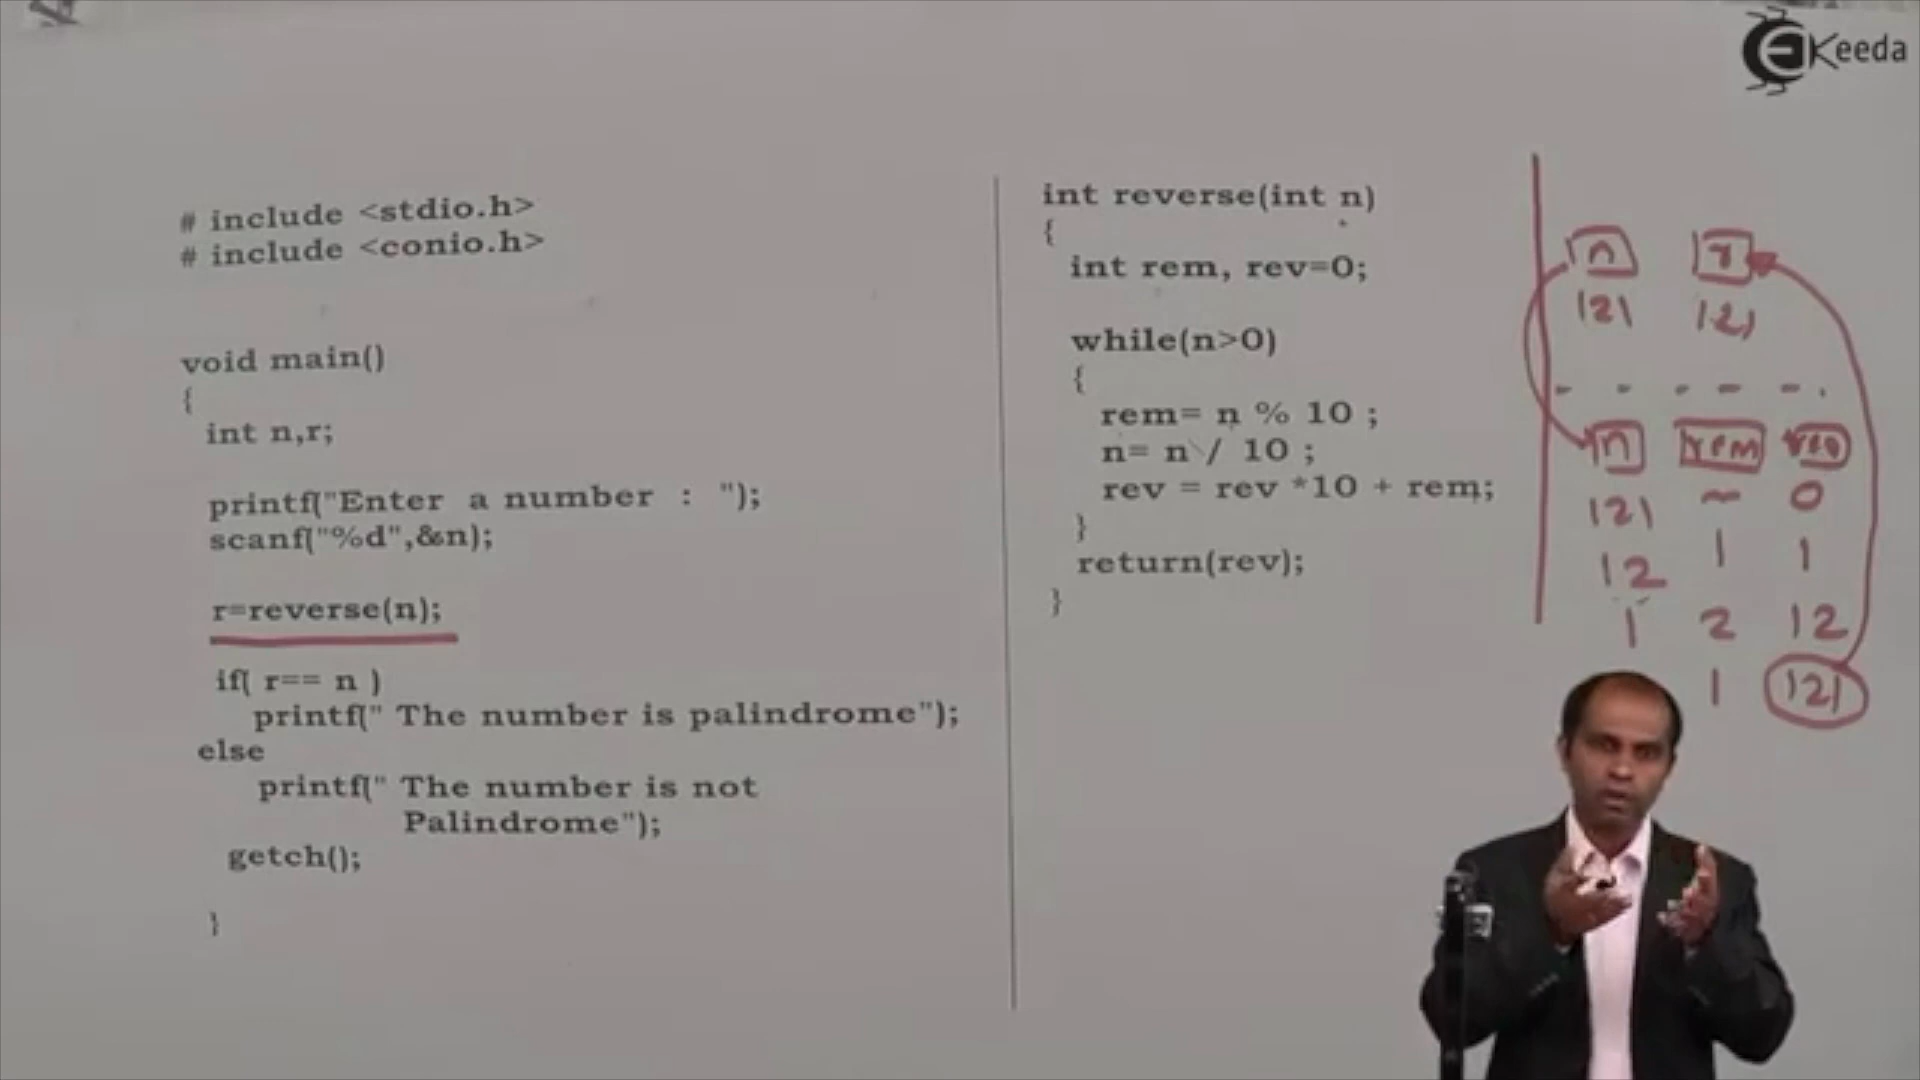 EKeeda
# include <stdio.h>
# include <conio.h>
void main()
{
int n,r;
printf("Enter a number : ");
scanf("%d",&n);
r=reverse(n);
if( r== n )
printf(" The number is palindrome");
else
printf(" The number is not
Palindrome");
getch();
}
int reverse(int n)
{
int rem, rev=0;
while(n>0)
{
rem= n % 10 ;
n= n / 10 ;
rev = rev *10 + rem;
}
return(rev);
}
n r
121 121
n rem rev
121 ~ 0
12 1 1
1 2 12
1 121